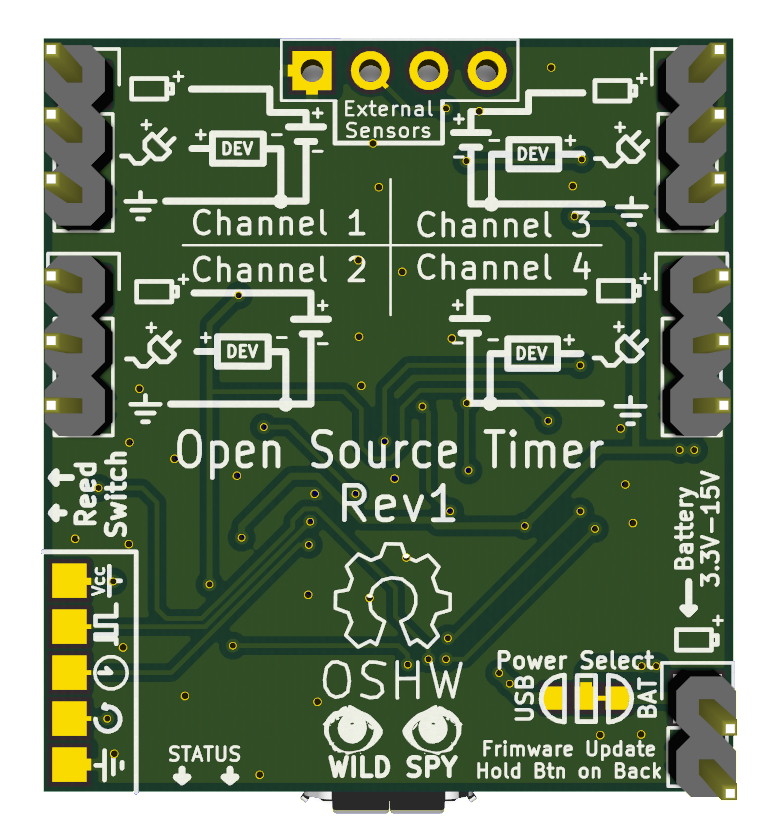 External
Sensors
DEV
DEV
Channel 1
Channel 3
Channel 2
Channel 4
DEV
DEV
Open Source Timer
Rev1
Reed
Switch
Battery
3.3V-15V
Vcc
OSHW
Power Select
USB
BAT
WILD SPY
STATUS
Frimware Update
Hold Btn on Back